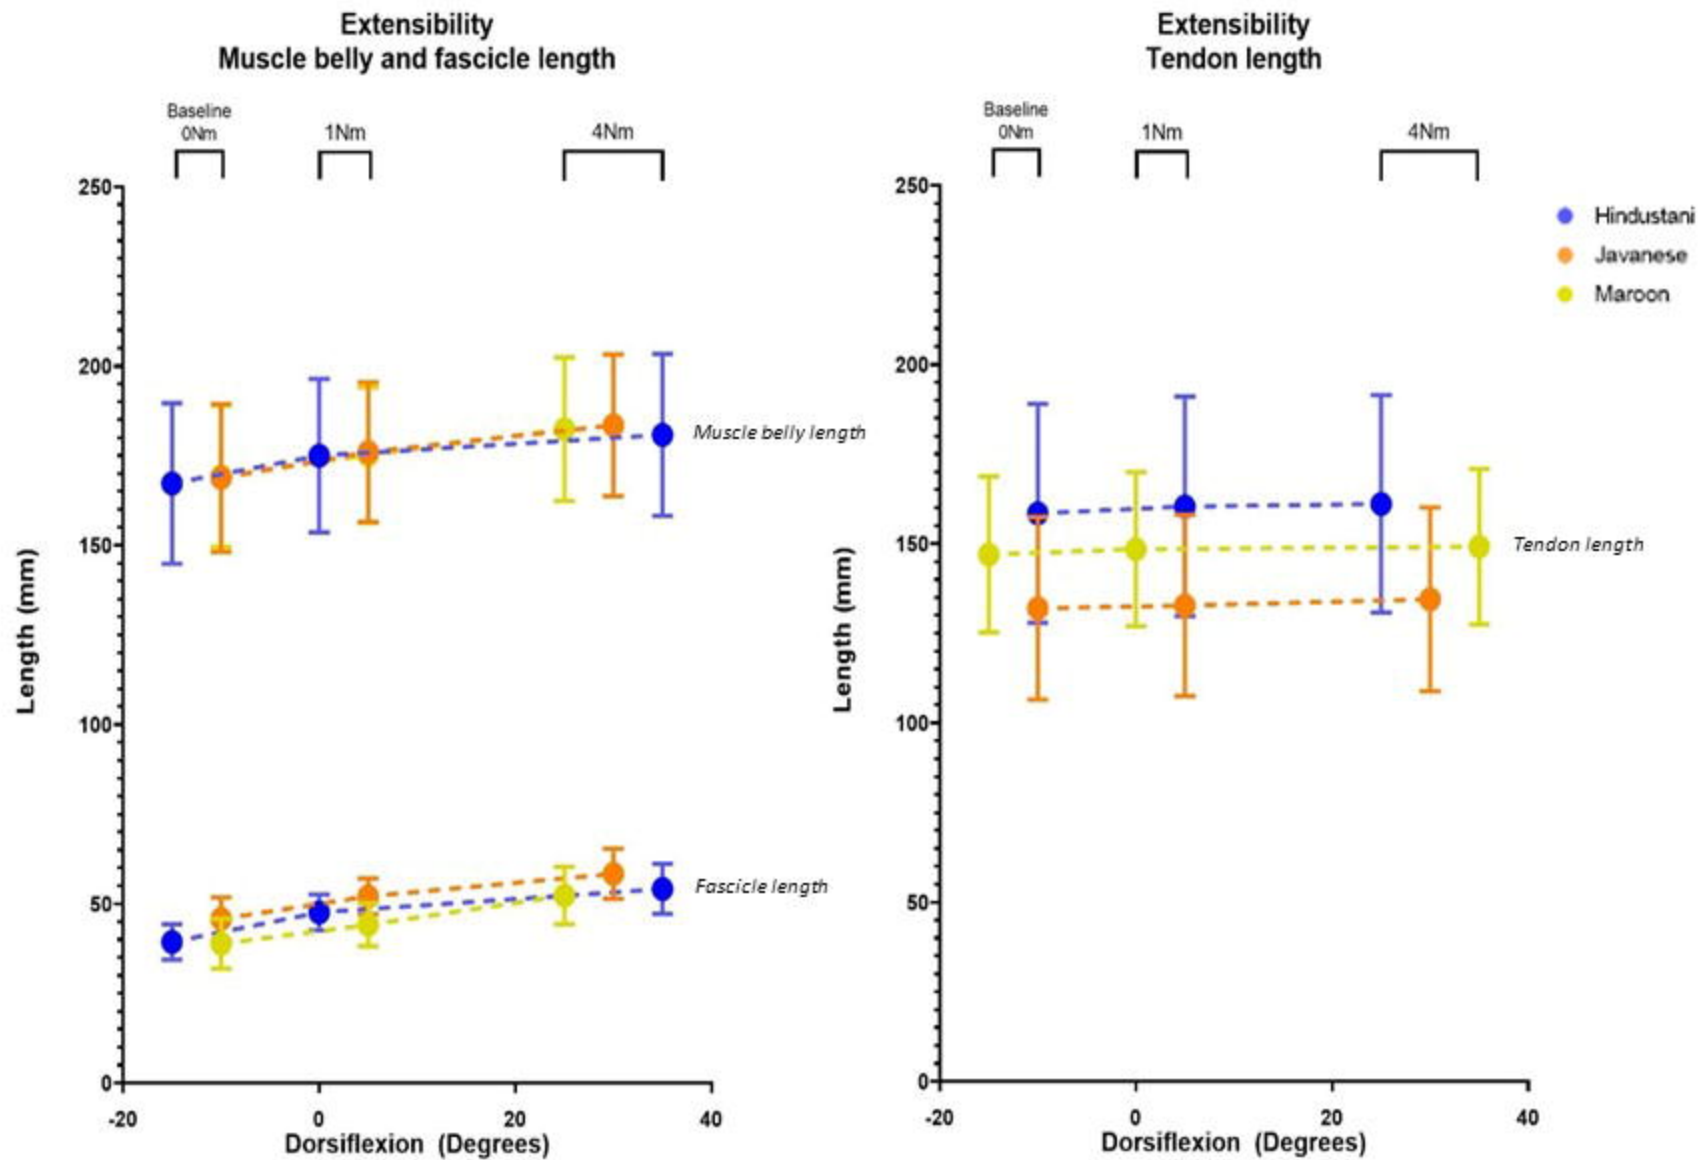 Extensibility
Muscle belly and fascicle length
Baseline
0Nm
1Nm
4Nm
250
200
150
100
50
0
-20
0
20
40
Length (mm)
Dorsiflexion (Degrees)
Muscle belly length
Fascicle length
Extensibility
Tendon length
Baseline
0Nm
1Nm
4Nm
250
200
150
100
50
0
-20
0
20
40
Length (mm)
Dorsiflexion (Degrees)
Tendon length
Hindustani
Javanese
Maroon